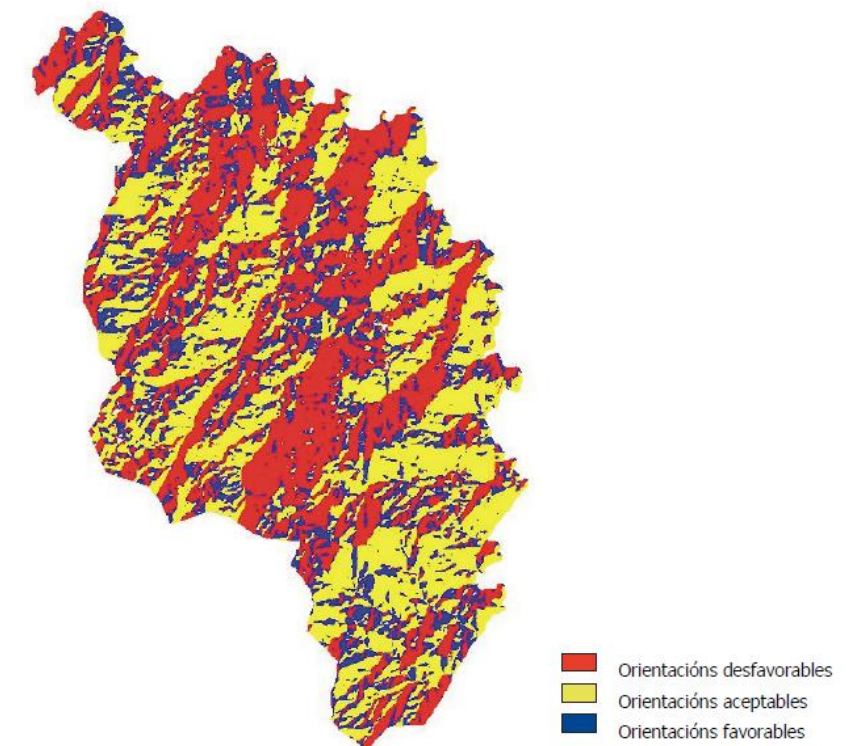 Orientacións desfavorables
Orientacións aceptables
Orientacións favorables